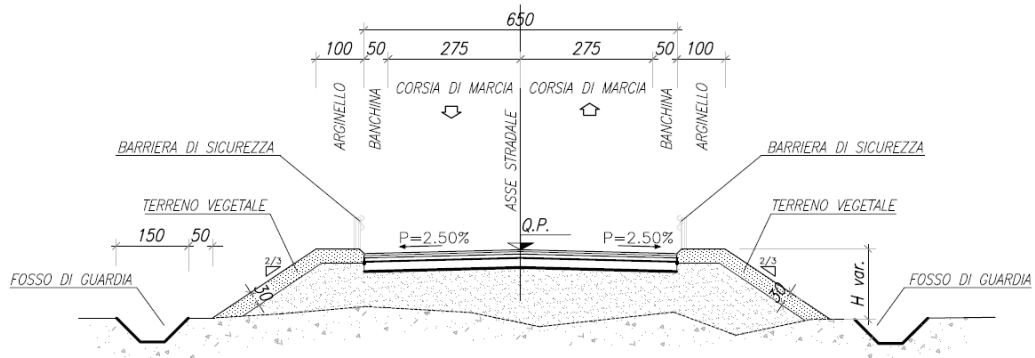 650
100 50 275 275 50 100
CORSIA DI MARCIA CORSIA DI MARCIA
ARGINELLO
BANCHINA
ASSE STRADALE
BANCHINA
ARGINELLO
BARRIERA DI SICUREZZA BARRIERA DI SICUREZZA
TERRENO VEGETALE TERRENO VEGETALE
Q.P.
150 50 P=2.50% P=2.50%
2/3 2/3
FOSSO DI GUARDIA FOSSO DI GUARDIA
30 30
H var.